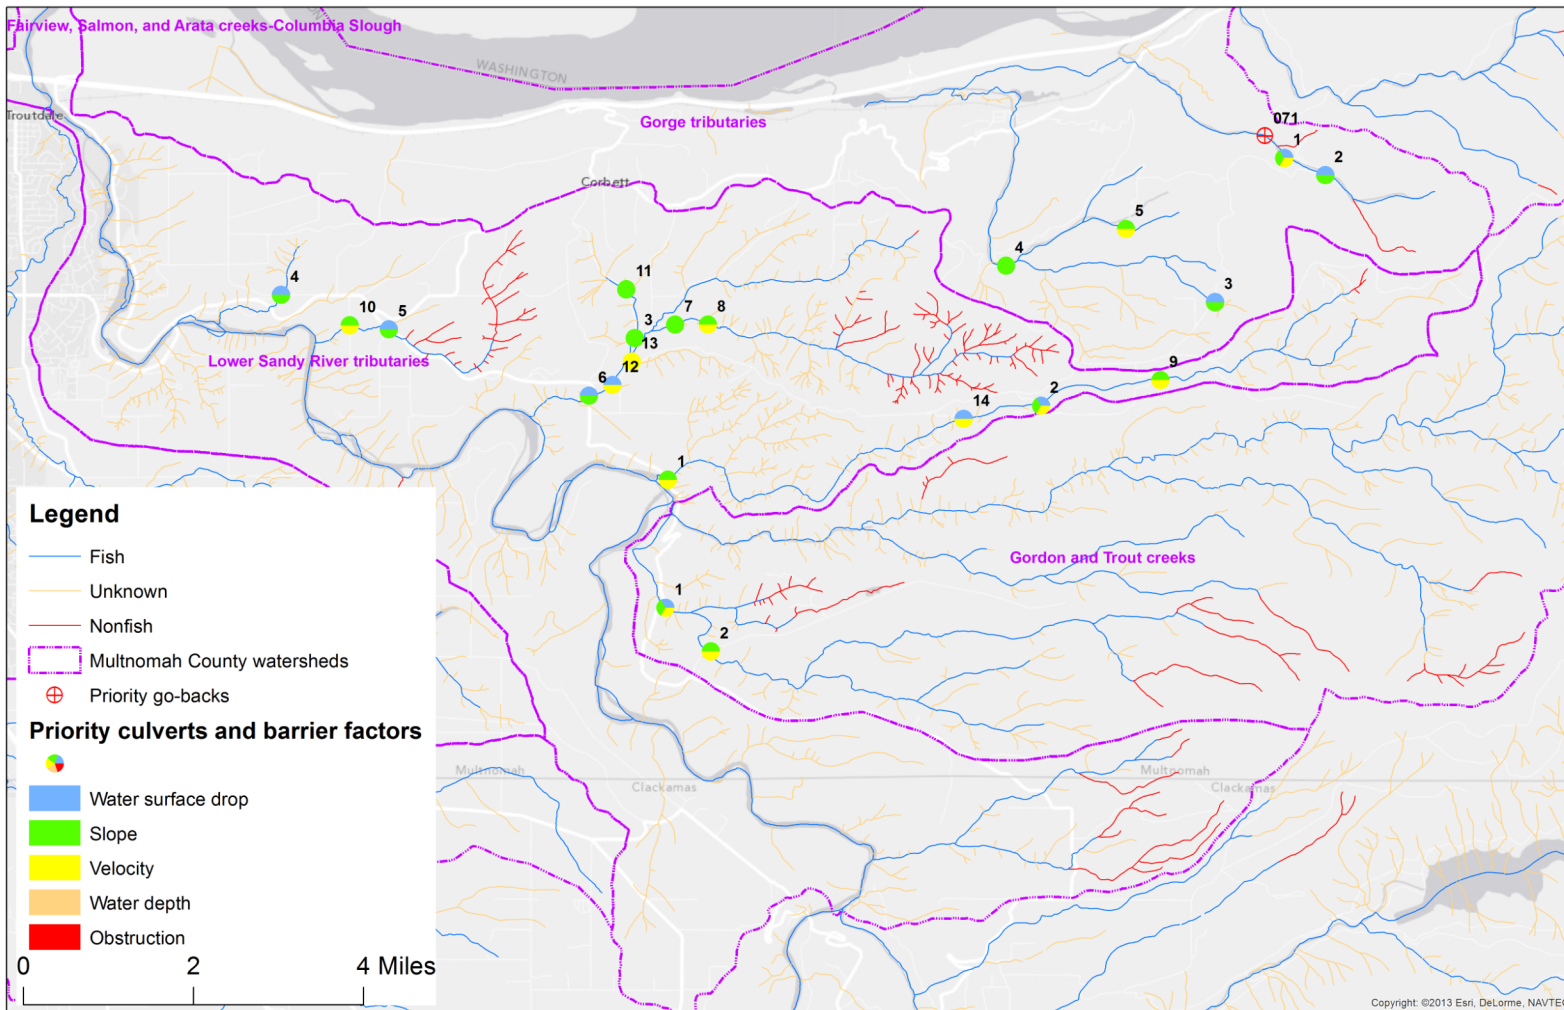 Fairview, Salmon, and Arata creeks-Columbia Slough
WASHINGTON
Troutdale
Gorge tributaries
Corbett
071
1
2
5
4
3
4
10
5
11
3
7
8
13
12
6
9
2
14
1
Lower Sandy River tributaries
Gordon and Trout creeks
1
2
Multnomah
Clackamas
Multnomah
Clackamas
Legend
Fish
Unknown
Nonfish
Multnomah County watersheds
Priority go-backs
Priority culverts and barrier factors
Water surface drop
Slope
Velocity
Water depth
Obstruction
0 2 4 Miles
Copyright: ©2013 Esri, DeLorme, NAVTEQ